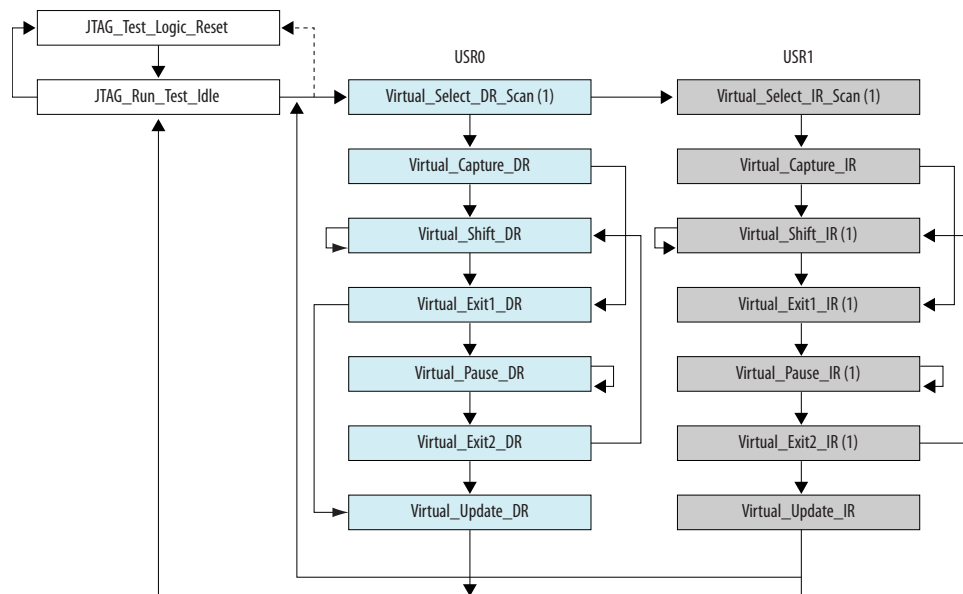 JTAG_Test_Logic_Reset
JTAG_Run_Test_Idle
USR0
Virtual_Select_DR_Scan (1)
Virtual_Capture_DR
Virtual_Shift_DR
Virtual_Exit1_DR
Virtual_Pause_DR
Virtual_Exit2_DR
Virtual_Update_DR
USR1
Virtual_Select_IR_Scan (1)
Virtual_Capture_IR
Virtual_Shift_IR (1)
Virtual_Exit1_IR (1)
Virtual_Pause_IR (1)
Virtual_Exit2_IR (1)
Virtual_Update_IR